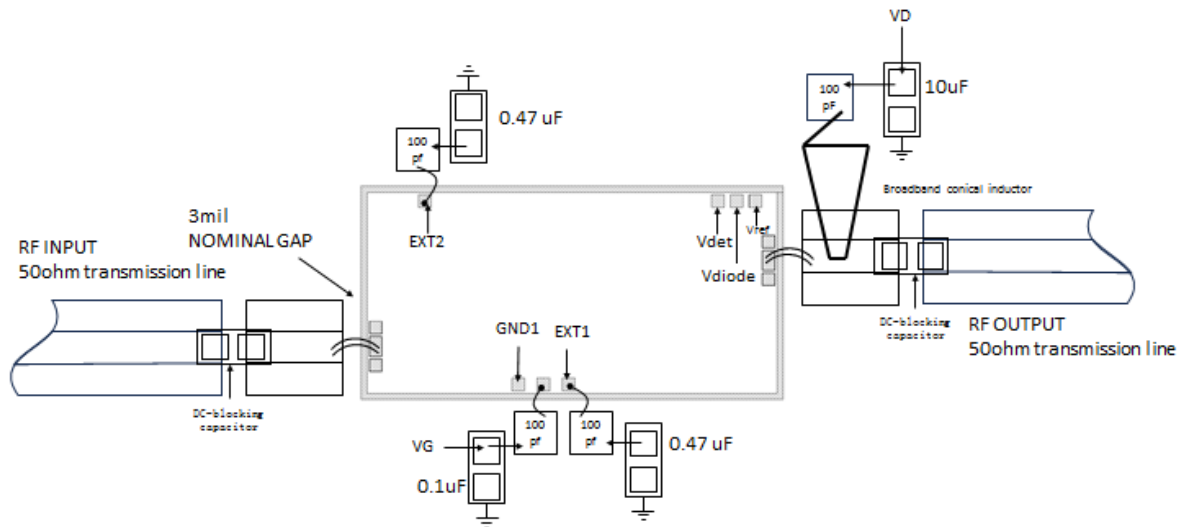 VD
100
pF
10uF
0.47 uF
100
pf
Broadband conical inductor
3mil
NOMINAL GAP
EXT2
Vref
Vdet
Vdiode
RF INPUT
50ohm transmission line
DC-blocking
capacitor
RF OUTPUT
50ohm transmission line
GND1
EXT1
DC-blocking
capacitor
100
pf
100
pf
VG
0.47 uF
0.1uF